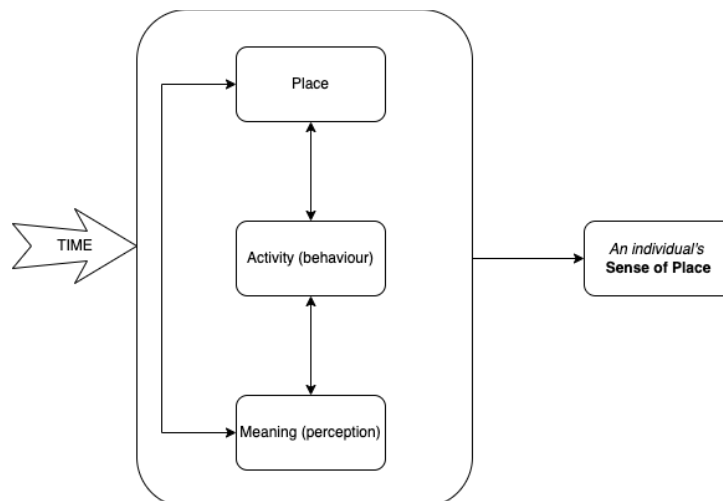 Place
TIME
Activity (behaviour)
An individual's
Sense of Place
Meaning (perception)